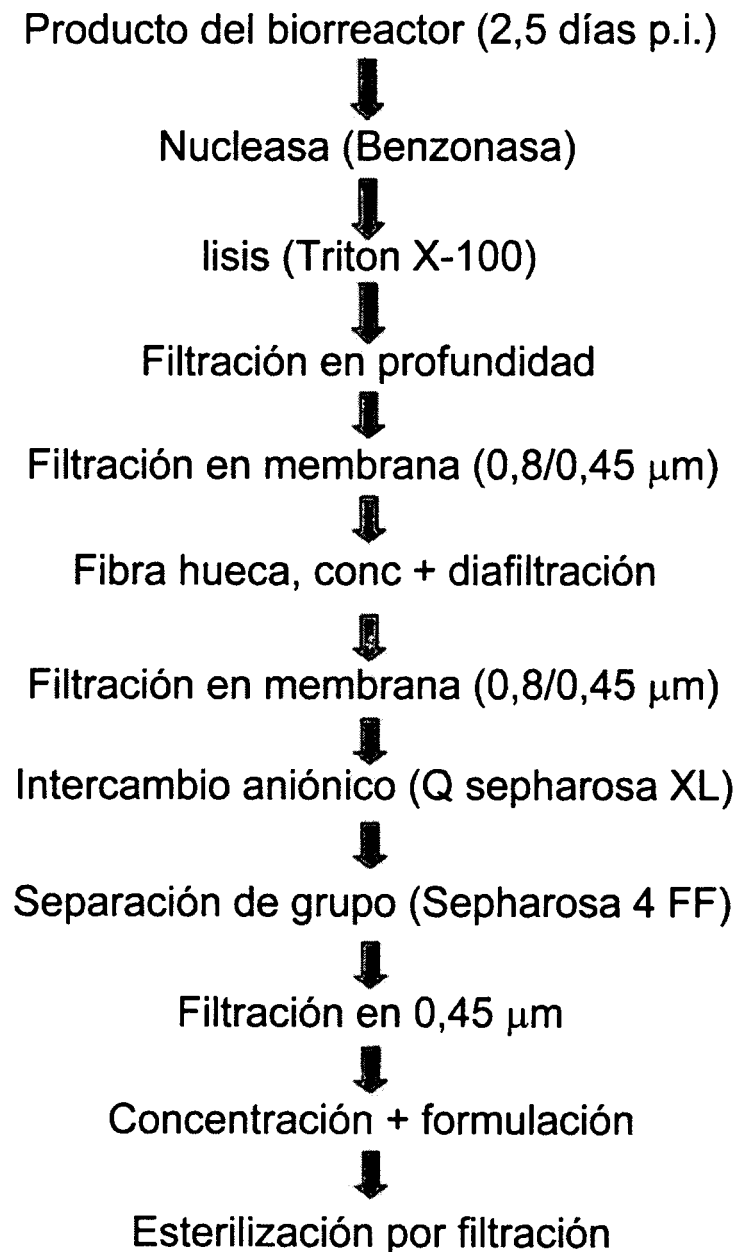 Producto del biorreactor (2,5 días p.i.)
Nucleasa (Benzonasa)
lisis (Triton X-100)
Filtración en profundidad
Filtración en membrana (0,8/0,45 μm)
Fibra hueca, conc + diafiltración
Filtración en membrana (0,8/0,45 μm)
Intercambio aniónico (Q sepharosa XL)
Separación de grupo (Sepharosa 4 FF)
Filtración en 0,45 μm
Concentración + formulación
Esterilización por filtración